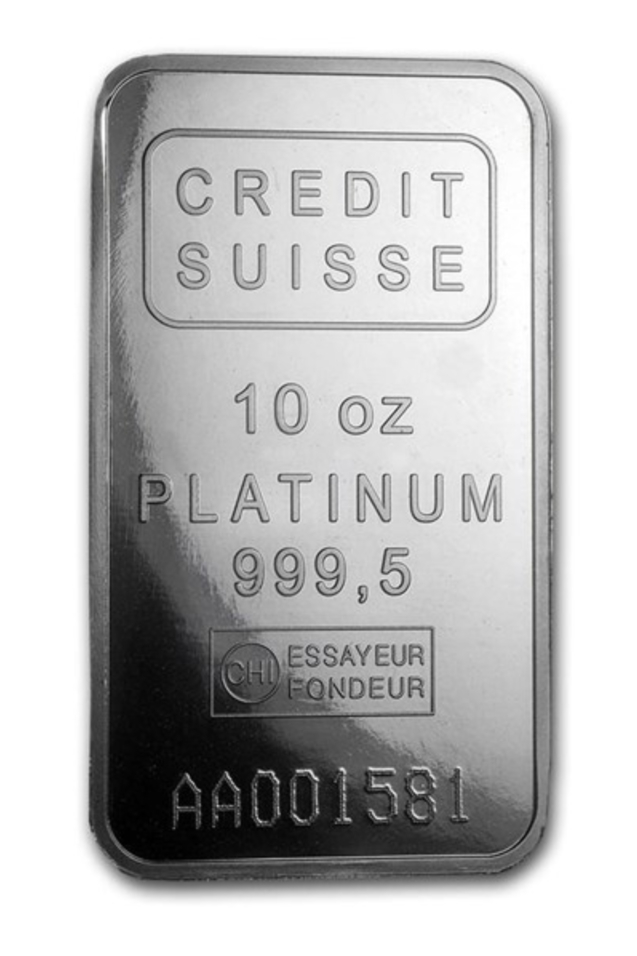 CREDIT
SUISSE
10 oz
PLATINUM
999,5
CHI ESSAYEUR
FONDEUR
AA001581